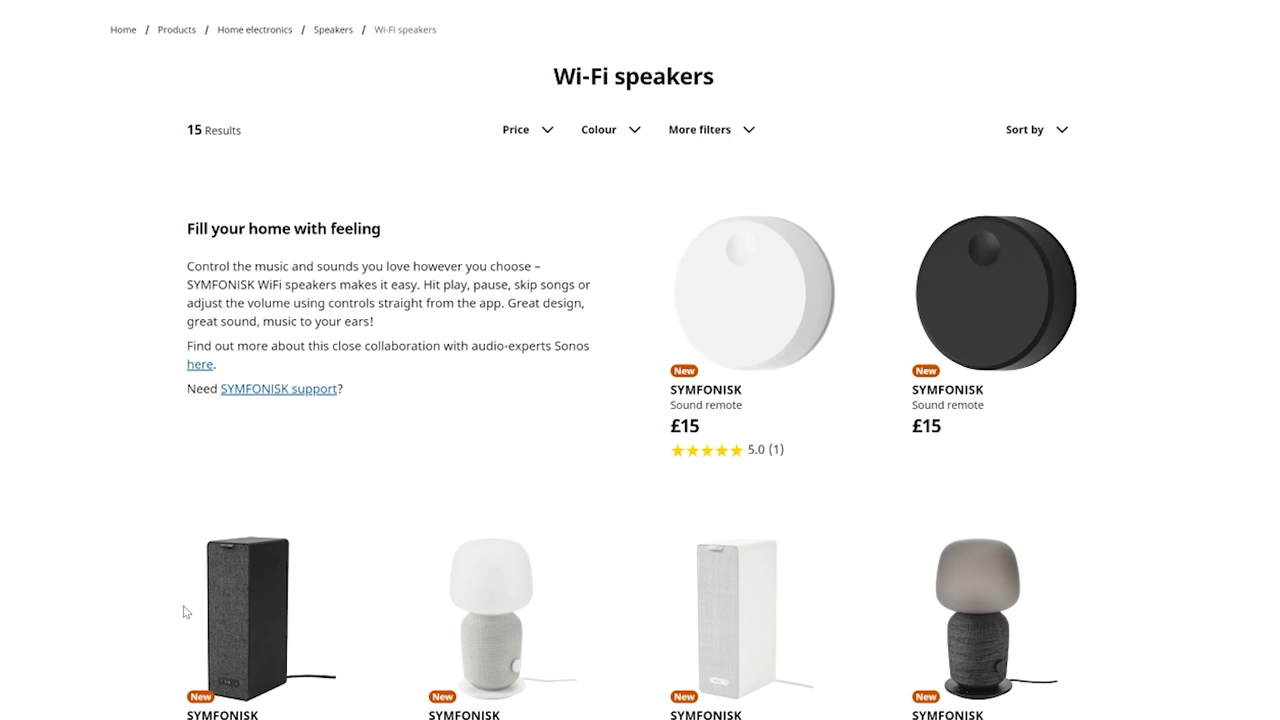 Home / Products / Home electronics / Speakers / Wi-Fi speakers
Wi-Fi speakers
15 Results
Price
Colour
More filters
Sort by
Fill your home with feeling
Control the music and sounds you love however you choose –
SYMFONISK WiFi speakers makes it easy. Hit play, pause, skip songs or
adjust the volume using controls straight from the app. Great design,
great sound, music to your ears!
Find out more about this close collaboration with audio-experts Sonos
here.
Need SYMFONISK support?
New
SYMFONISK
Sound remote
£15
5.0 (1)
New
SYMFONISK
Sound remote
£15
New
SYMFONISK
New
SYMFONISK
New
SYMFONISK
New
SYMFONISK